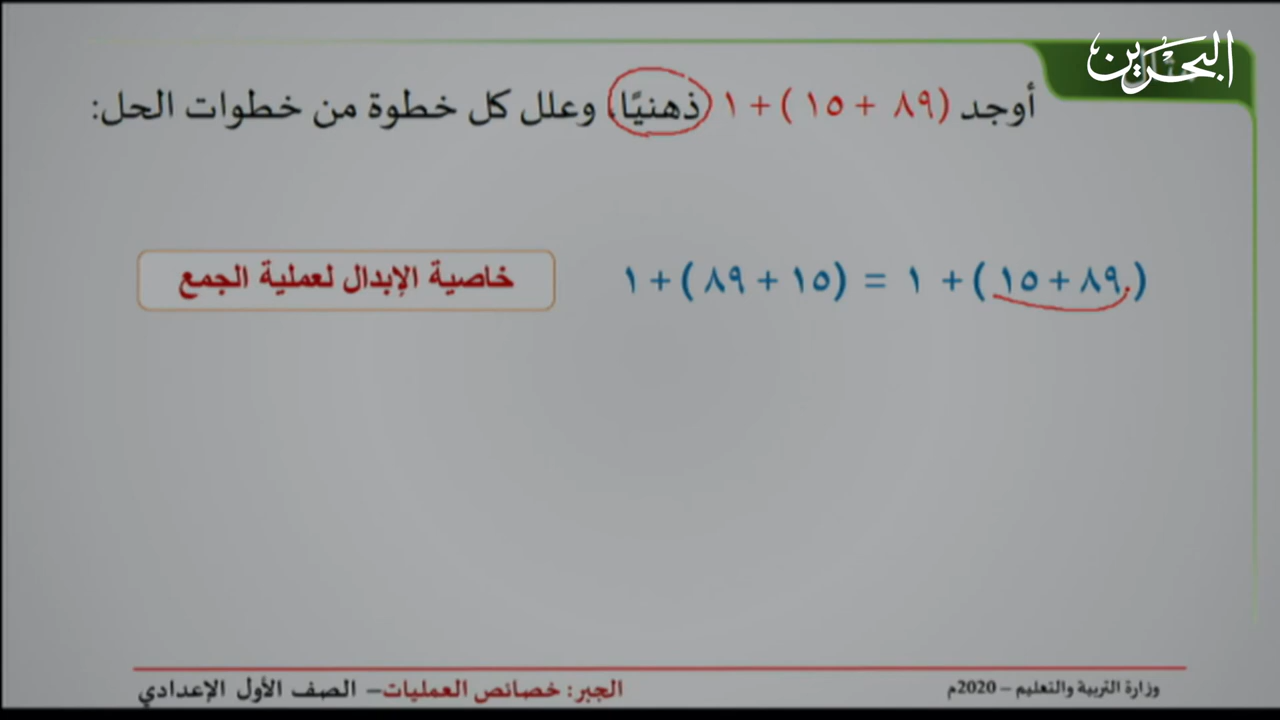 البحرين
مثال
أوجد (٨٩ + ١٥ ) + ١ ذهنيًا، وعلل كل خطوة من خطوات الحل:
(٨٩ + ١٥ ) + ١ = (١٥ + ٨٩ ) + ١
خاصية الإبدال لعملية الجمع
وزارة التربية والتعليم – 2020م
الجبر: خصائص العمليات– الصف الأول الإعدادي